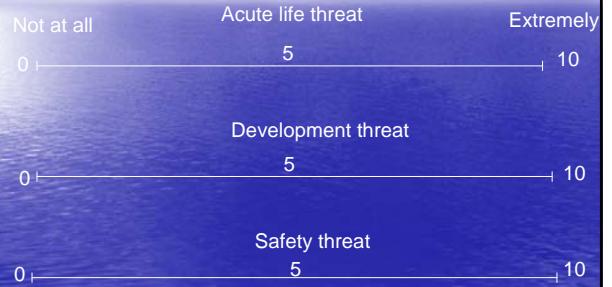 Acute life threat
Not at all Extremely
5
0 10
Development threat
5
0 10
Safety threat
5
0 10